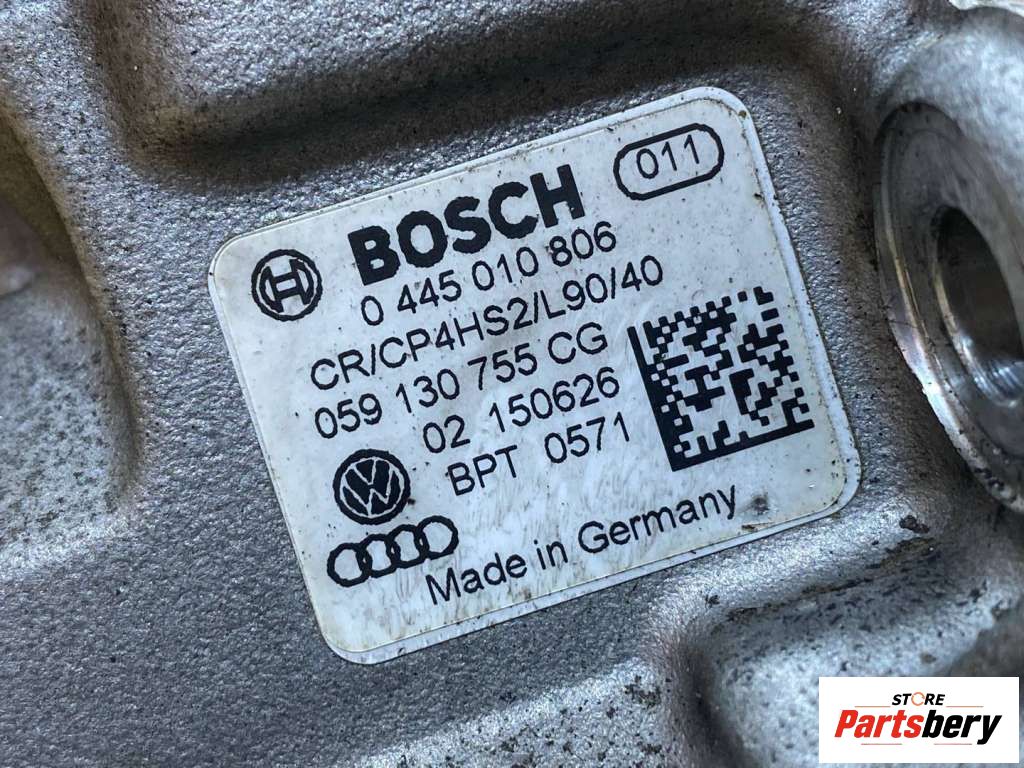 BOSCH 011
0 445 010 806
CR/CP4HS2/L90/40
059 130 755 CG
02 150626
BPT 0571
Made in Germany
STORE
Partsbery